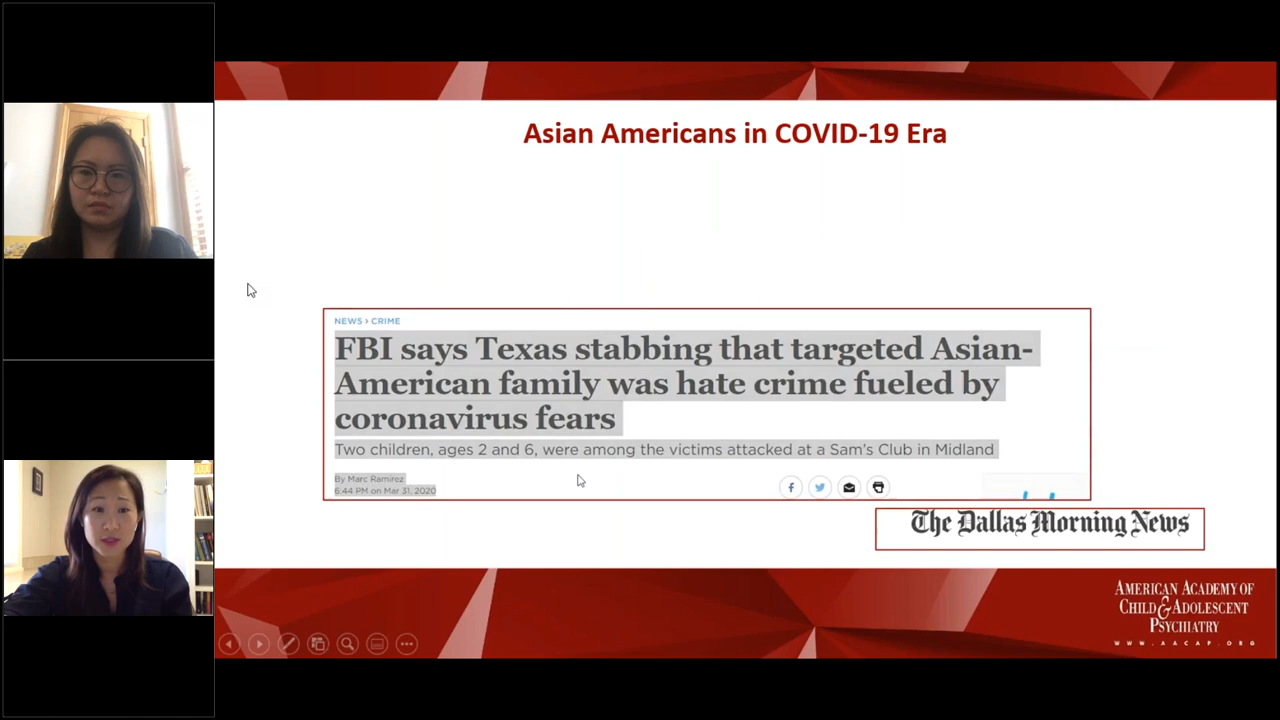 Asian Americans in COVID-19 Era
NEWS › CRIME
FBI says Texas stabbing that targeted Asian-
American family was hate crime fueled by
coronavirus fears
Two children, ages 2 and 6, were among the victims attacked at a Sam's Club in Midland
By Marc Ramirez
6:44 PM on Mar 31, 2020
The Dallas Morning News
AMERICAN ACADEMY OF
CHILD & ADOLESCENT
PSYCHIATRY
WWW.AACAP.ORG